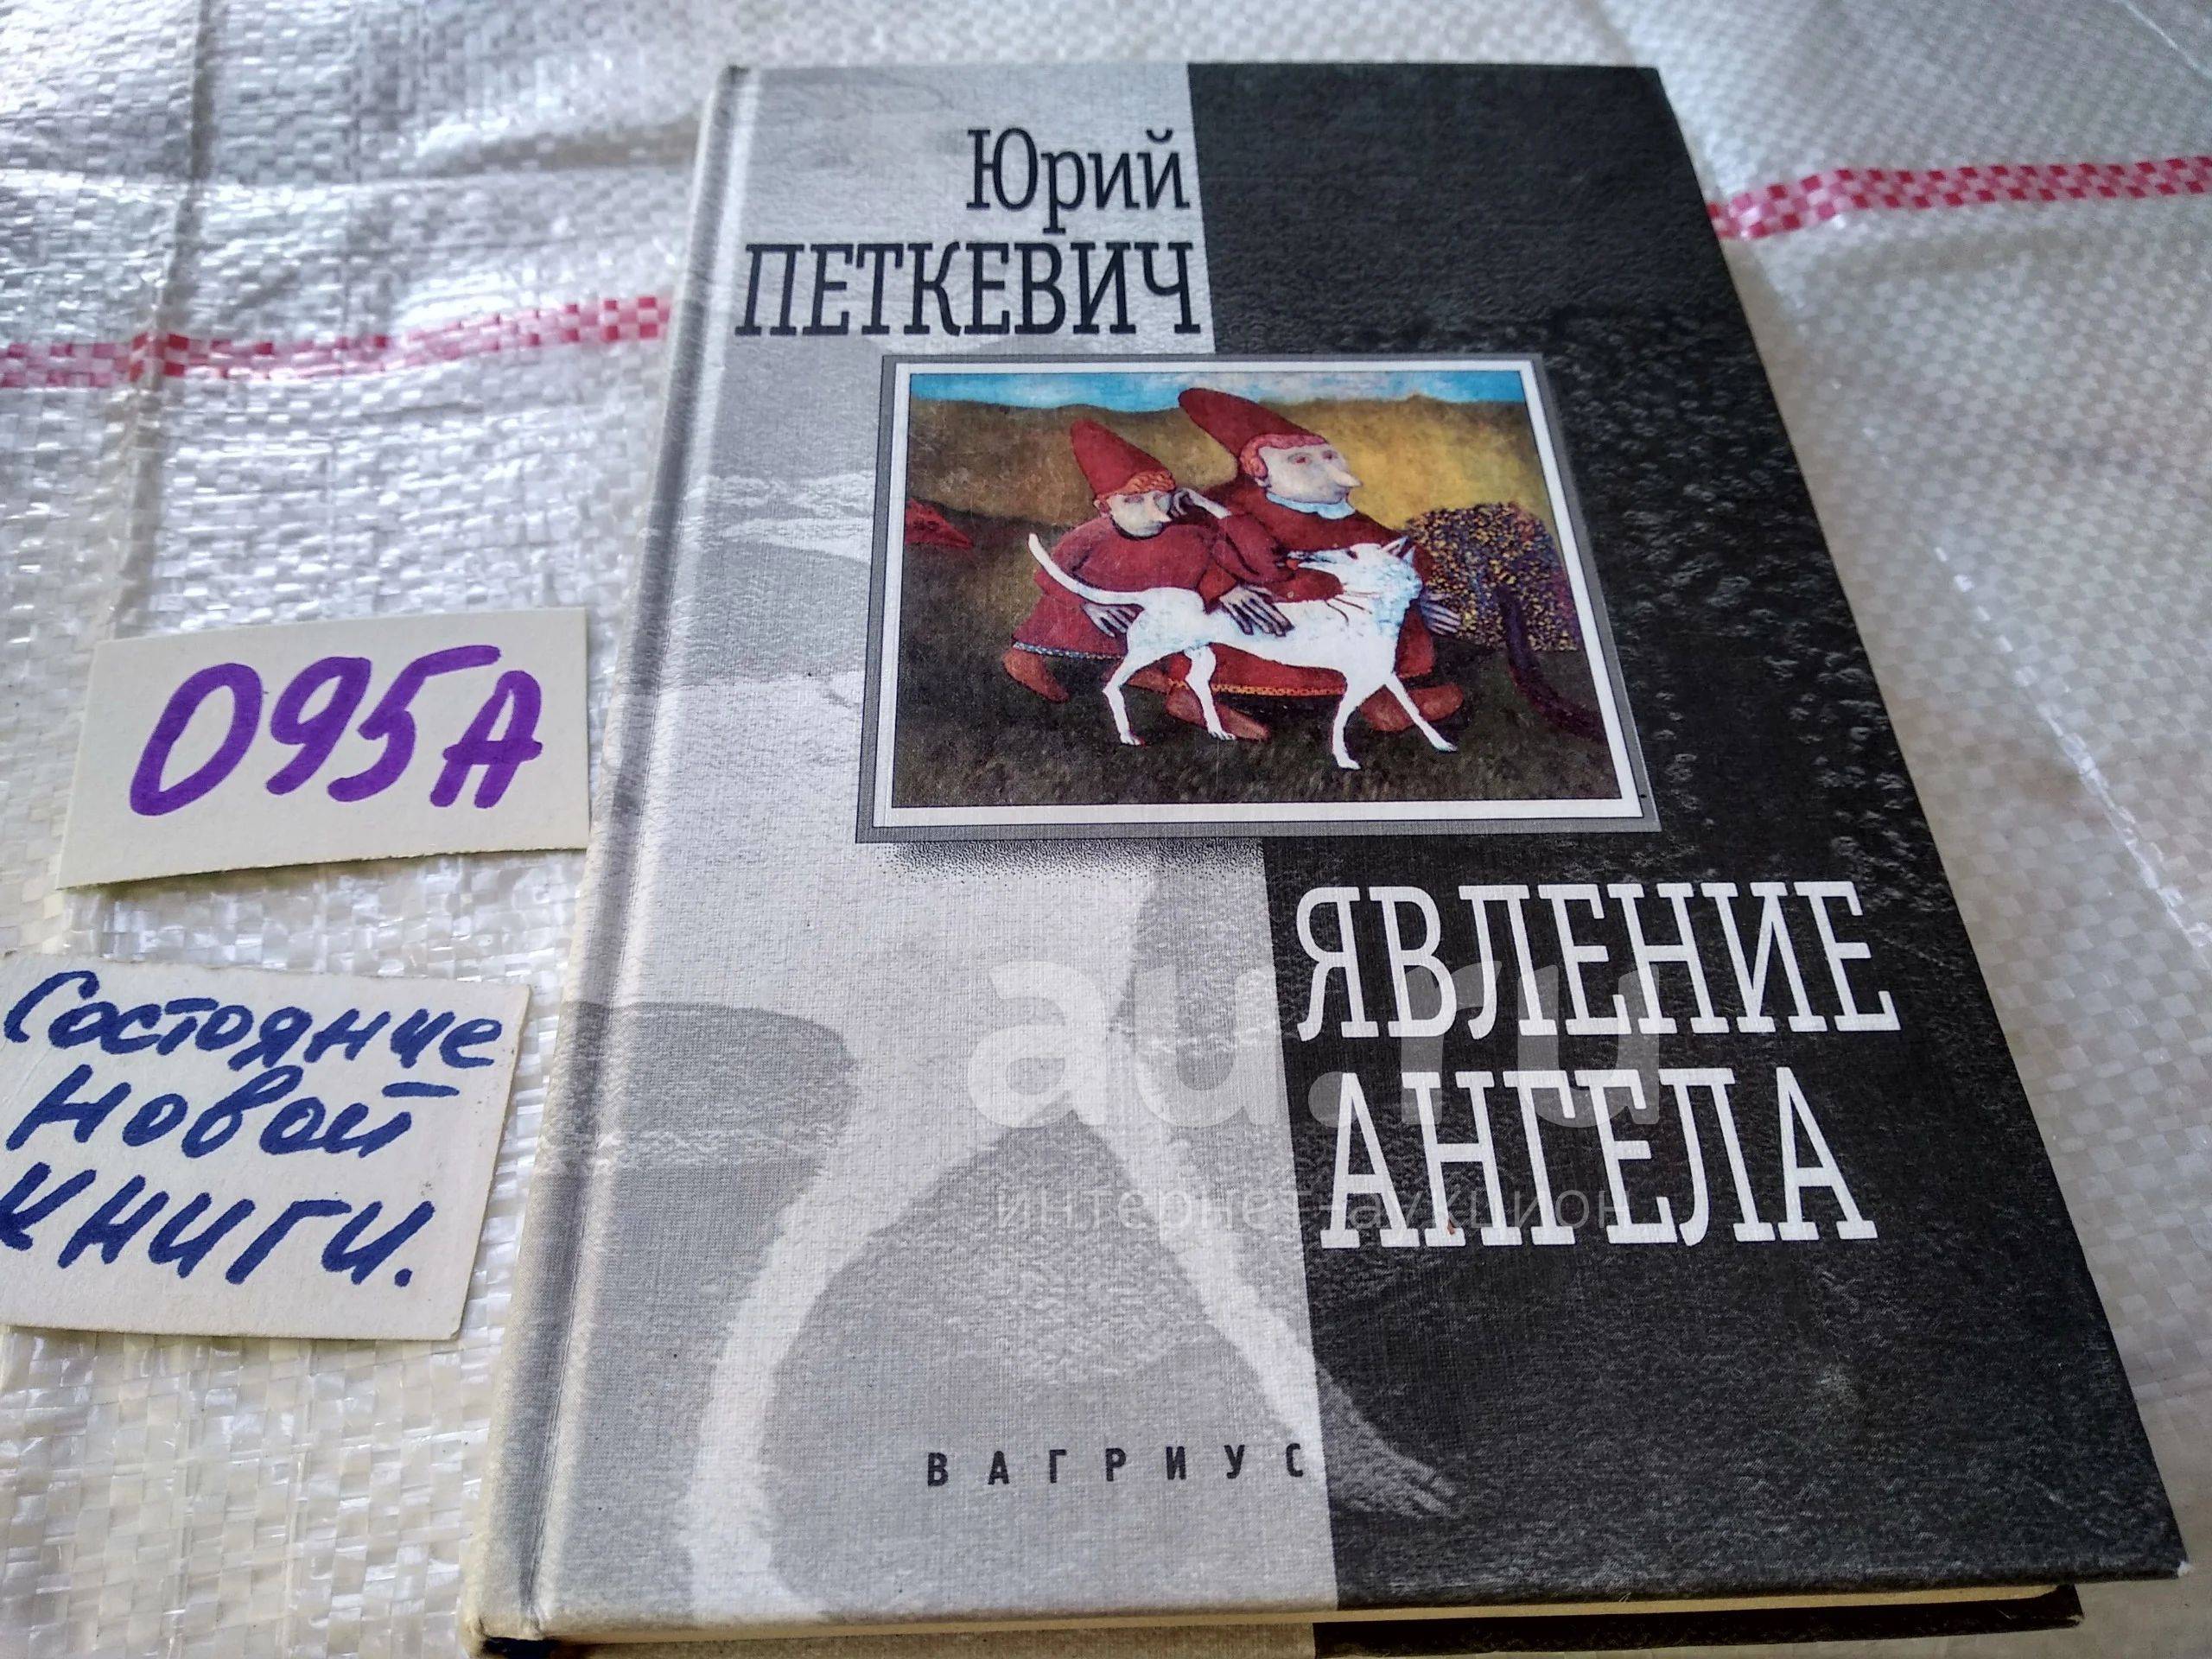 Юрий
ПЕТКЕВИЧ
ЯВЛЕНИЕ
АНГЕЛА
ВАГРИУС
095А
Состояние
новой
книги.
au.ru
интернет-аукцион